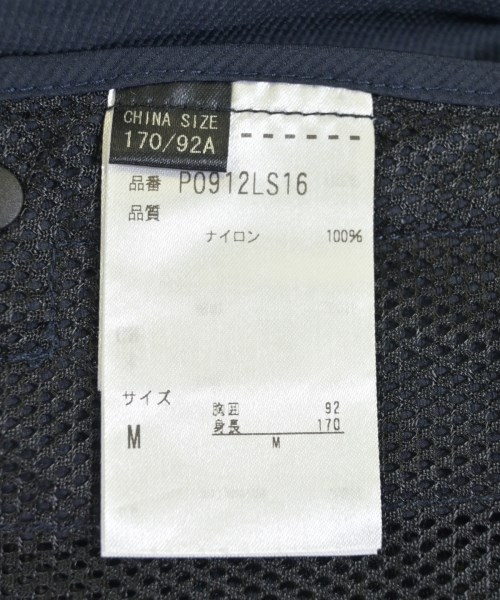 CHINA SIZE
170/92A
品番 P0912LS16
品質
ナイロン 100%
サイズ
M
胸囲 92
身長 170
M